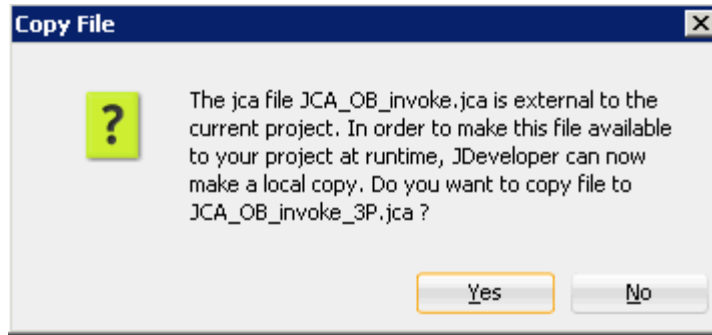 Copy File
?
The jca file JCA_OB_invoke.jca is external to the
current project. In order to make this file available
to your project at runtime, JDeveloper can now
make a local copy. Do you want to copy file to
JCA_OB_invoke_3P.jca ?
Yes
No